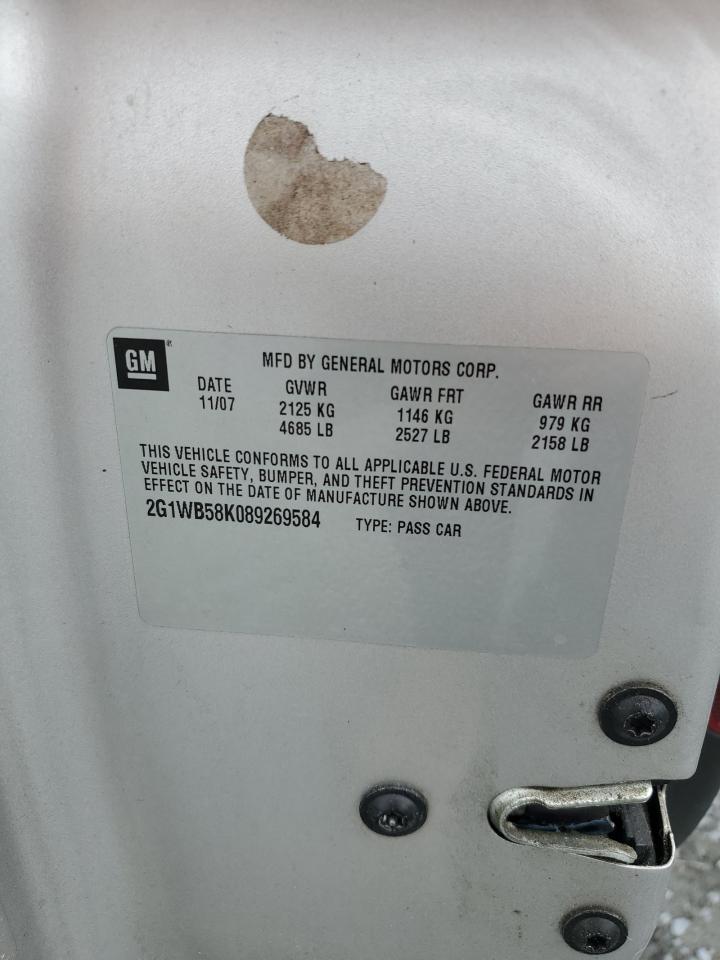 GM®
MFD BY GENERAL MOTORS CORP.
DATE GVWR GAWR FRT GAWR RR
11/07 2125 KG 1146 KG 979 KG
4685 LB 2527 LB 2158 LB
THIS VEHICLE CONFORMS TO ALL APPLICABLE U.S. FEDERAL MOTOR
VEHICLE SAFETY, BUMPER, AND THEFT PREVENTION STANDARDS IN
EFFECT ON THE DATE OF MANUFACTURE SHOWN ABOVE.
2G1WB58K089269584 TYPE: PASS CAR